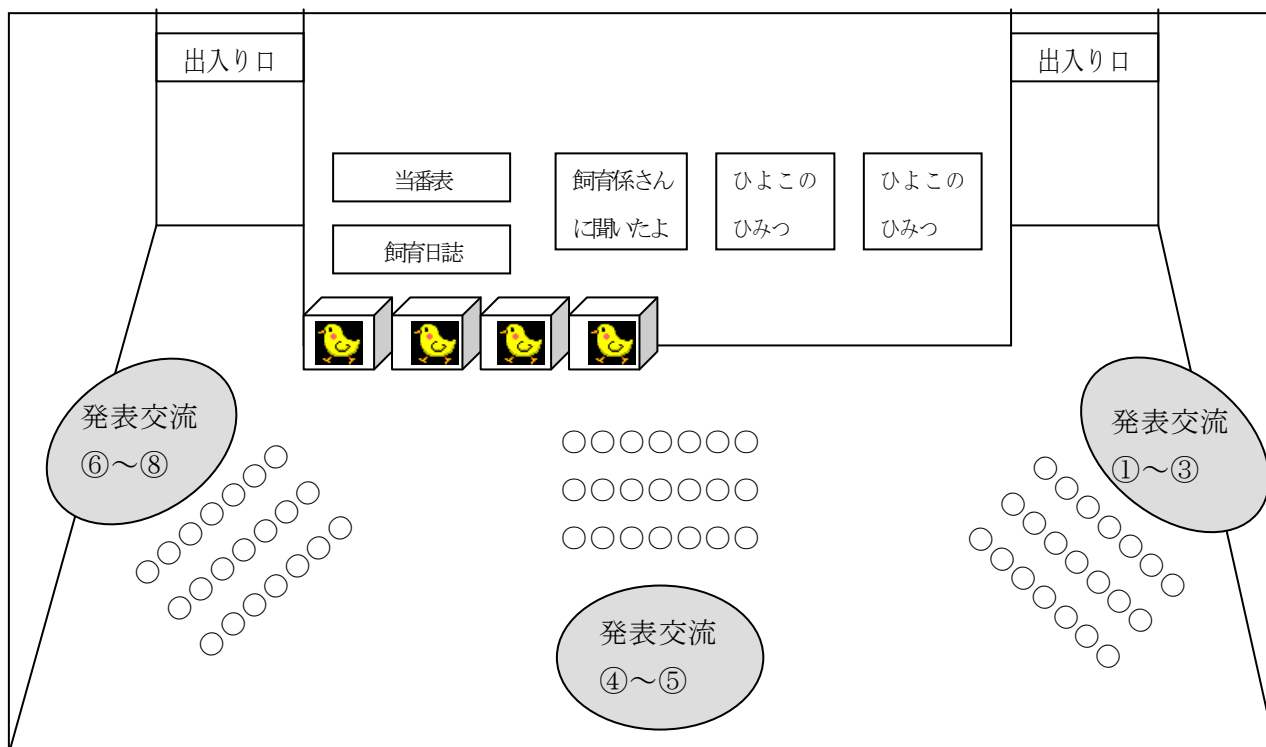 出入り口
出入り口
当番表
飼育日誌
飼育係さん
に聞いたよ
ひよこの
ひみつ
ひよこの
ひみつ
発表交流
⑥～⑧
発表交流
①～③
発表交流
④～⑤